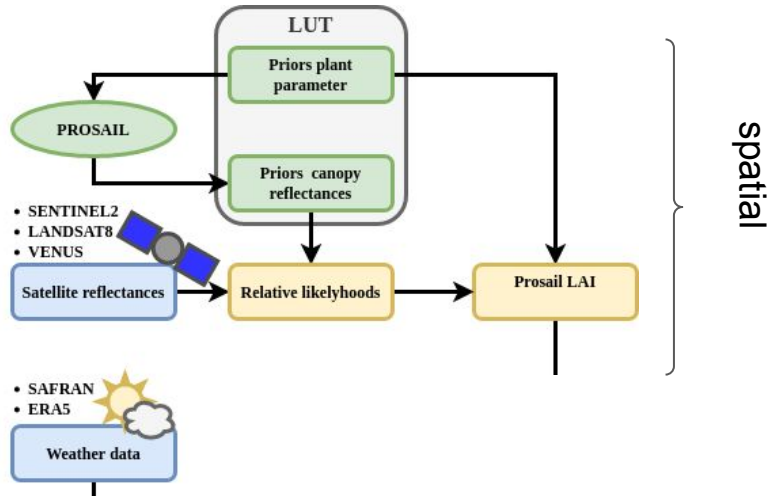 LUT
Priors plant
parameter
PROSAIL
Priors canopy
reflectances
• SENTINEL2
• LANDSAT8
• VENUS
Satellite reflectances
Relative likelyhoods
Prosail LAI
spatial
• SAFRAN
• ERA5
Weather data